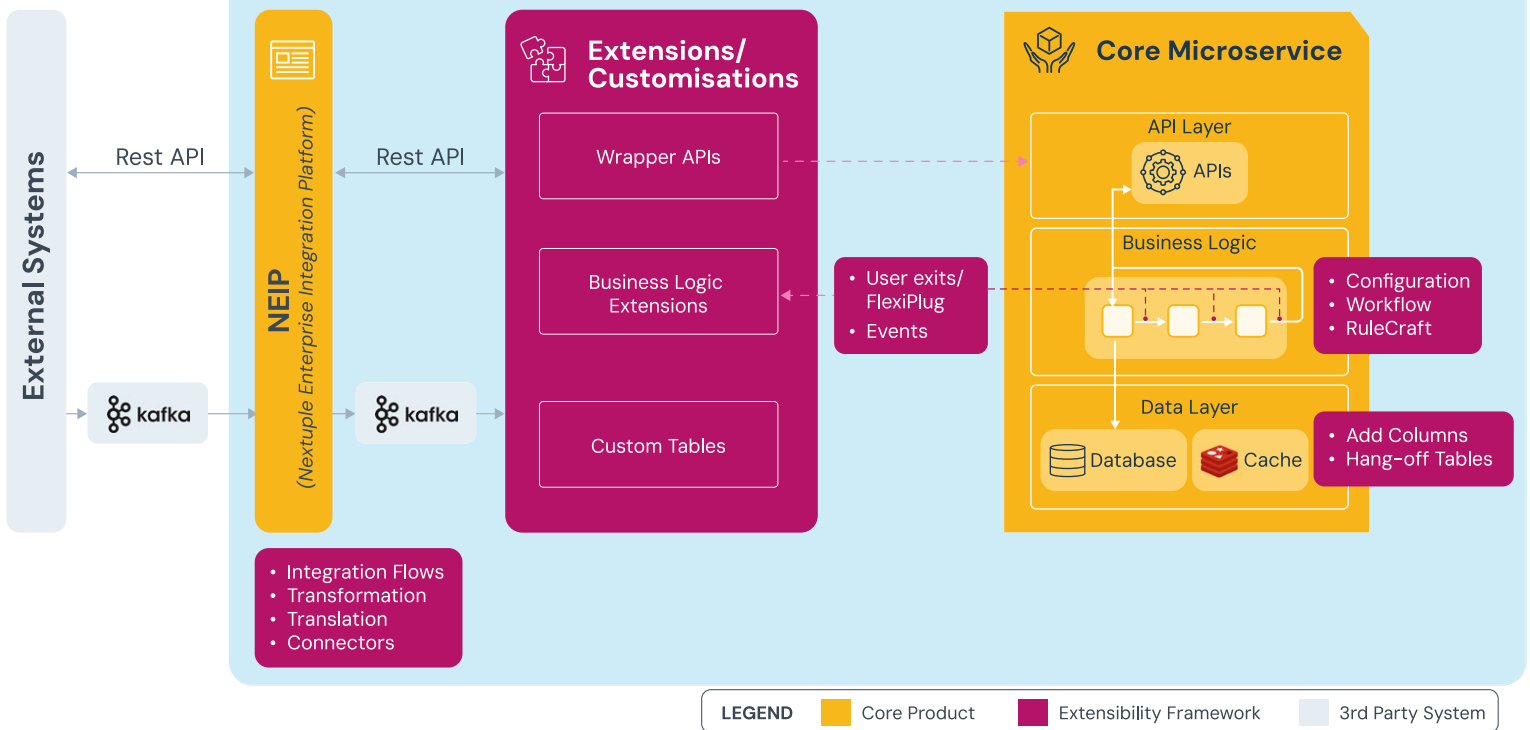 External Systems
Rest API
kafka
NEIP
(Nextuple Enterprise Integration Platform)
• Integration Flows
• Transformation
• Translation
• Connectors
Rest API
kafka
Extensions/
Customisations
Wrapper APIs
Business Logic
Extensions
Custom Tables
• User exits/
FlexiPlug
• Events
Core Microservice
API Layer
APIs
Business Logic
• Configuration
• Workflow
• RuleCraft
Data Layer
Database
Cache
• Add Columns
• Hang-off Tables
LEGEND
Core Product
Extensibility Framework
3rd Party System